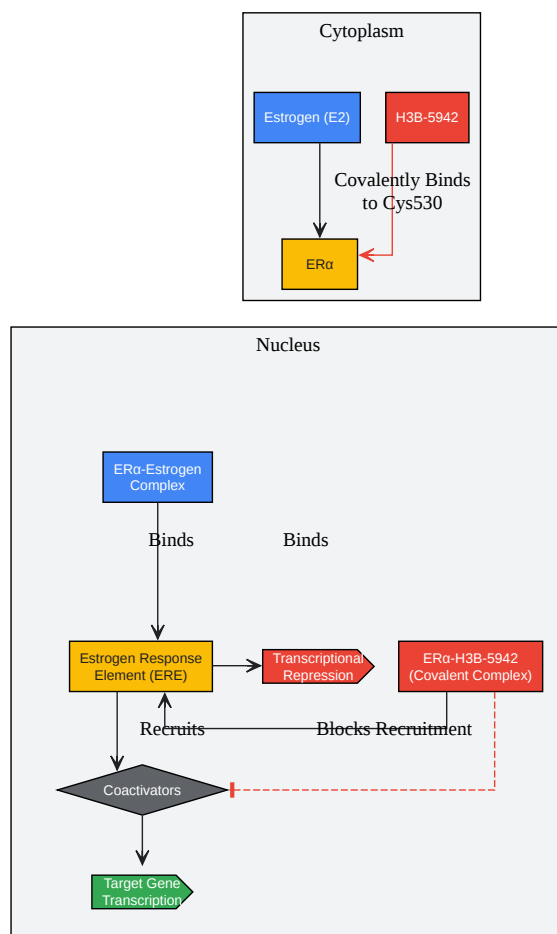 Cytoplasm
Estrogen (E2)
H3B-5942
Covalently Binds
to Cys530
ERα
Nucleus
ERα-Estrogen
Complex
Binds
Binds
Estrogen Response
Element (ERE)
Transcriptional
Repression
ERα-H3B-5942
(Covalent Complex)
Recruits
Blocks Recruitment
Coactivators
Target Gene
Transcription